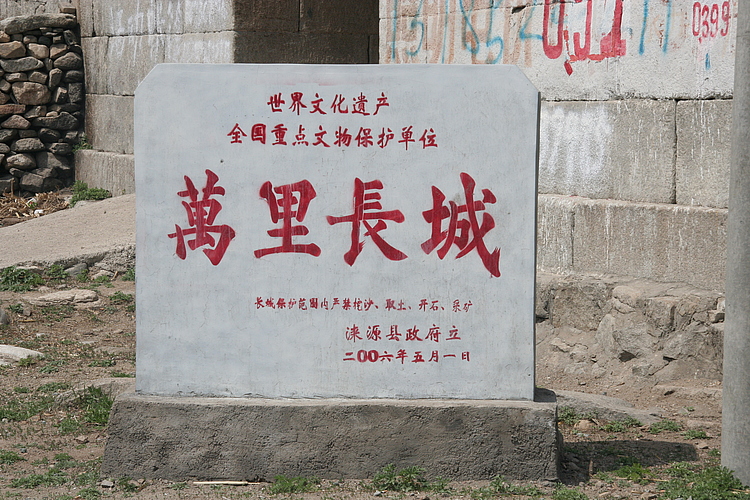 世界文化遗产
全国重点文物保护单位
萬里長城
长城保护范围内严禁挖沙、取土、开石、采矿
涞源县政府立
二00六年五月一日
0399